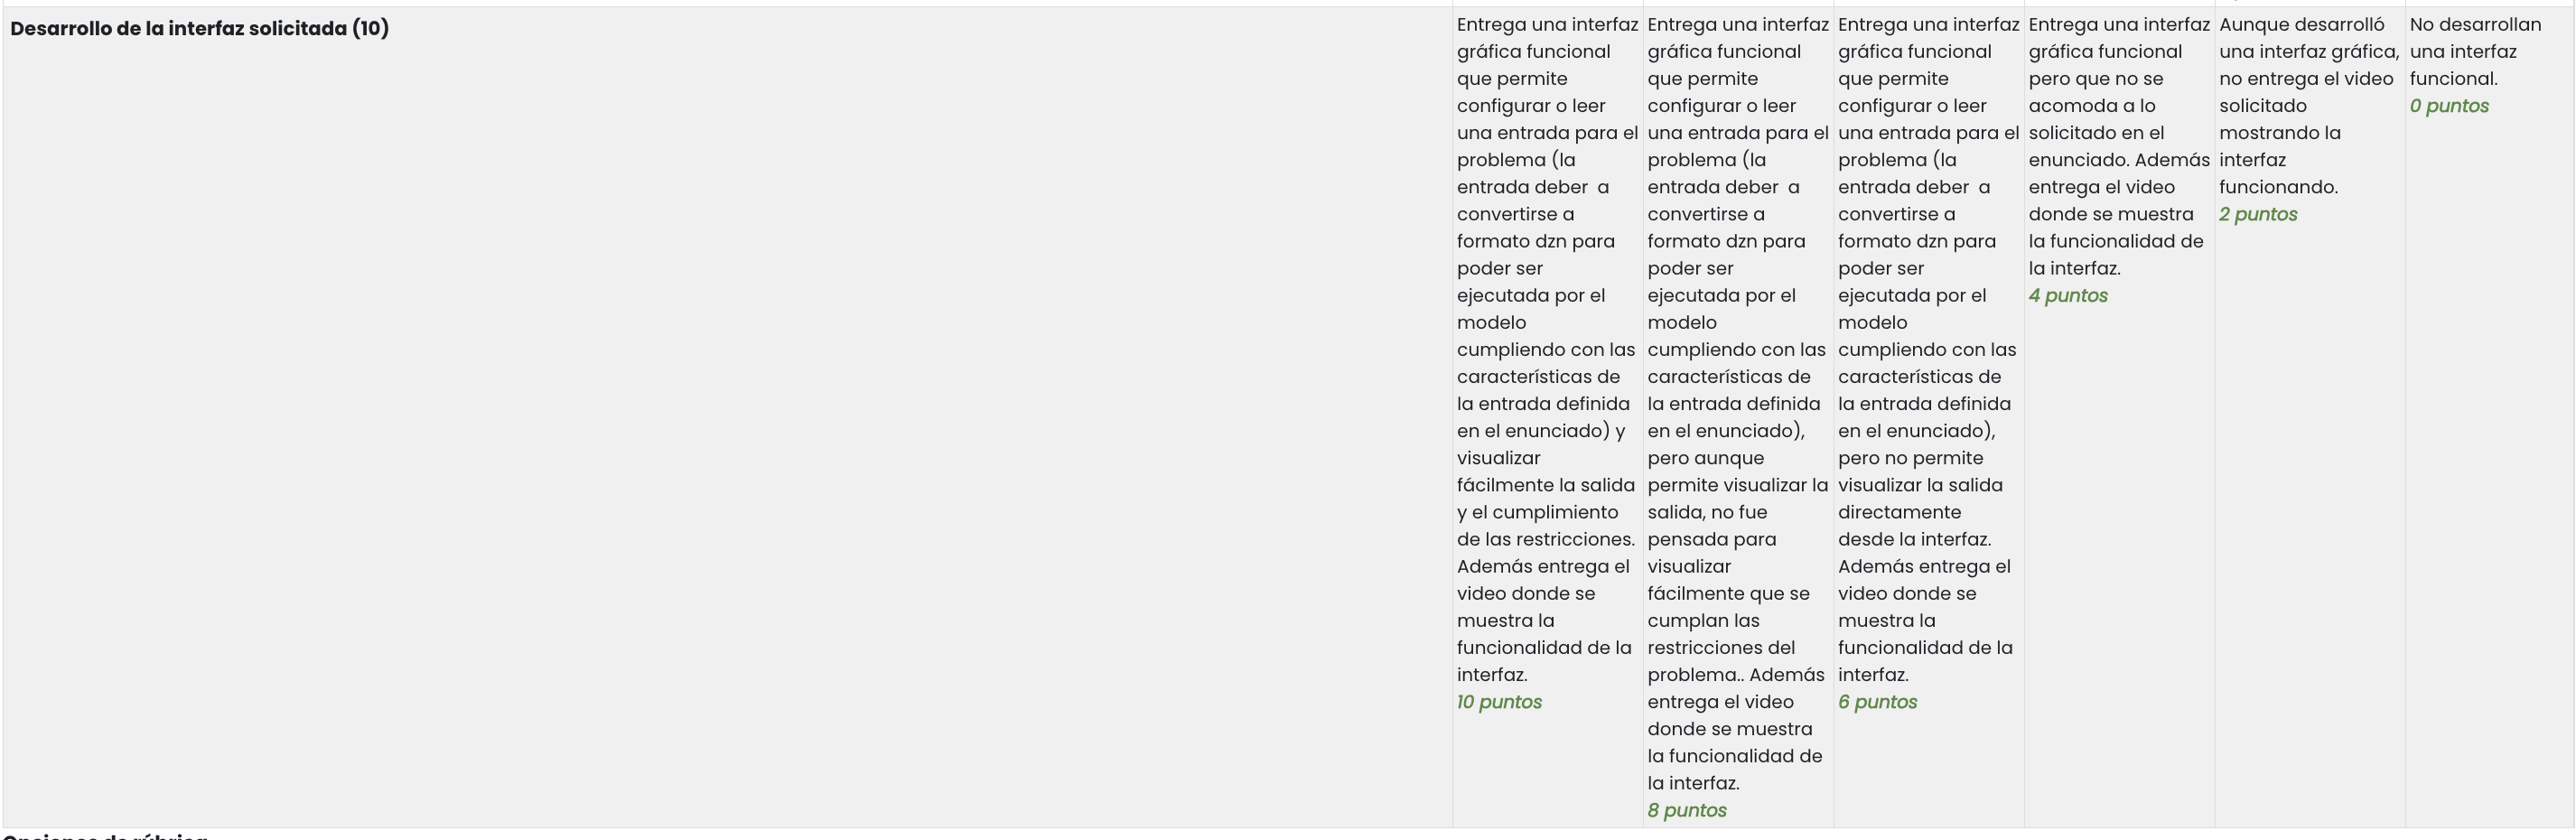 Desarrollo de la interfaz solicitada (10)
Entrega una interfaz
gráfica funcional
que permite
configurar o leer
una entrada para el
problema (la
entrada deber  a
convertirse a
formato dzn para
poder ser
ejecutada por el
modelo
cumpliendo con las
características de
la entrada definida
en el enunciado) y
visualizar
fácilmente la salida
y el cumplimiento
de las restricciones.
Además entrega el
video donde se
muestra la
funcionalidad de la
interfaz.
10 puntos
Entrega una interfaz
gráfica funcional
que permite
configurar o leer
una entrada para el
problema (la
entrada deber  a
convertirse a
formato dzn para
poder ser
ejecutada por el
modelo
cumpliendo con las
características de
la entrada definida
en el enunciado),
pero aunque
permite visualizar la
salida, no fue
pensada para
visualizar
fácilmente que se
cumplan las
restricciones del
problema.. Además
entrega el video
donde se muestra
la funcionalidad de
la interfaz.
8 puntos
Entrega una interfaz
gráfica funcional
que permite
configurar o leer
una entrada para el
problema (la
entrada deber  a
convertirse a
formato dzn para
poder ser
ejecutada por el
modelo
cumpliendo con las
características de
la entrada definida
en el enunciado),
pero no permite
visualizar la salida
directamente
desde la interfaz.
Además entrega el
video donde se
muestra la
funcionalidad de la
interfaz.
6 puntos
Entrega una interfaz
gráfica funcional
pero que no se
acomoda a lo
solicitado en el
enunciado. Además
entrega el video
donde se muestra
la funcionalidad de
la interfaz.
4 puntos
Aunque desarrolló
una interfaz gráfica,
no entrega el video
solicitado
mostrando la
interfaz
funcionando.
2 puntos
No desarrollan
una interfaz
funcional.
0 puntos